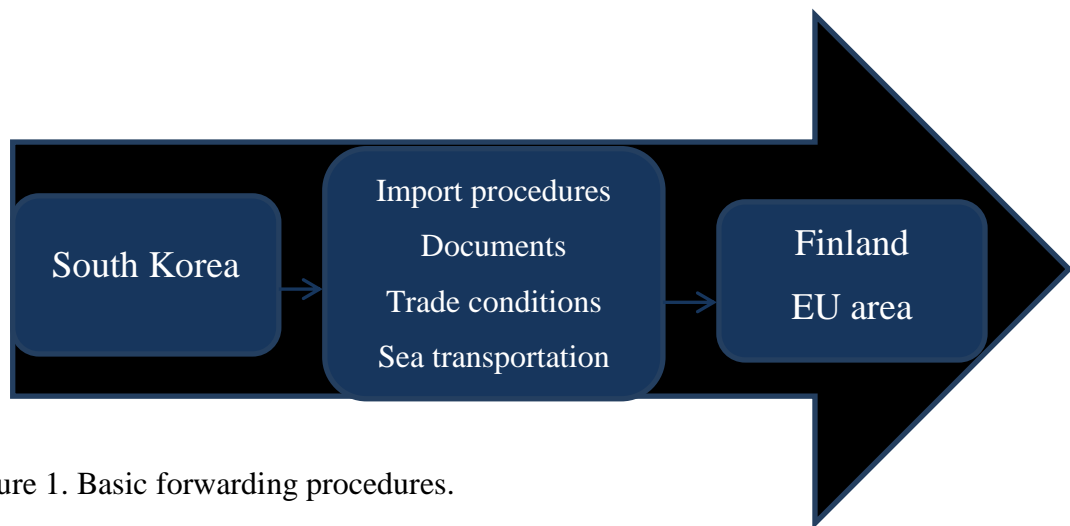 South Korea
Import procedures
Documents
Trade conditions
Sea transportation
Finland
EU area
ure 1. Basic forwarding procedures.